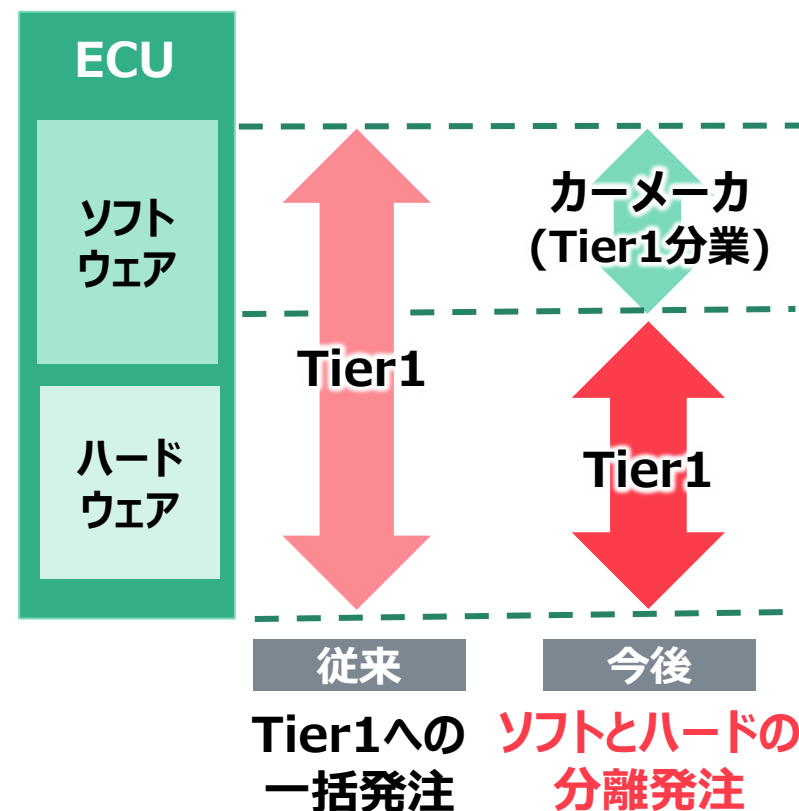 ECU
ソフト
ウェア
ハード
ウェア
Tier1
カーメーカ
(Tier1分業)
Tier1
従来
Tier1への
一括発注
今後
ソフトとハードの
分離発注